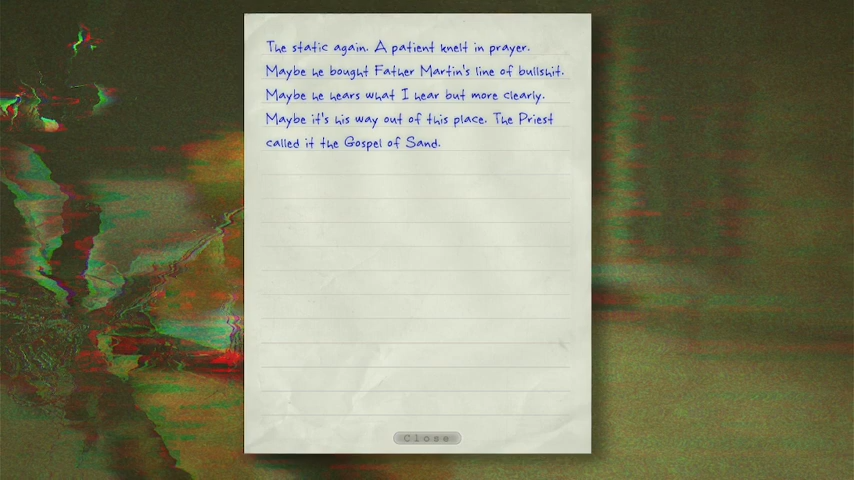 The static again. A patient knelt in prayer.
Maybe he bought Father Martin's line of bullshit.
Maybe he hears what I hear but more clearly.
Maybe it's his way out of this place. The Priest
called it the Gospel of Sand.
Close